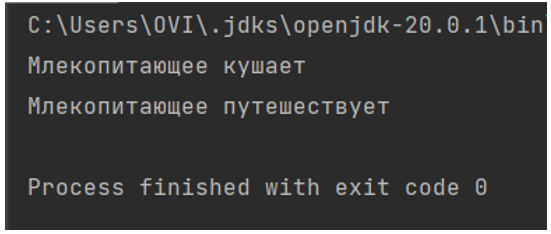 C:\Users\OVI\.jdks\openjdk-20.0.1\bin
Млекопитающее кушает
Млекопитающее путешествует
Process finished with exit code 0